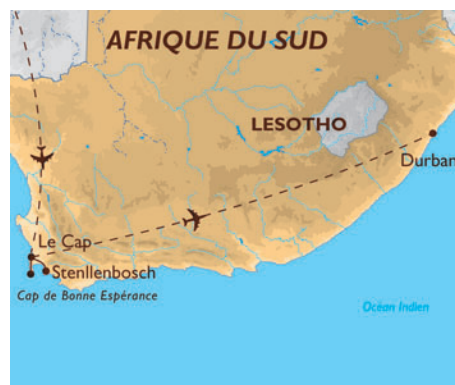 AFRIQUE DU SUD
LESOTHO
Durban
Le Cap
Stenllenbosch
Cap de Bonne Espérance
Océan Indien